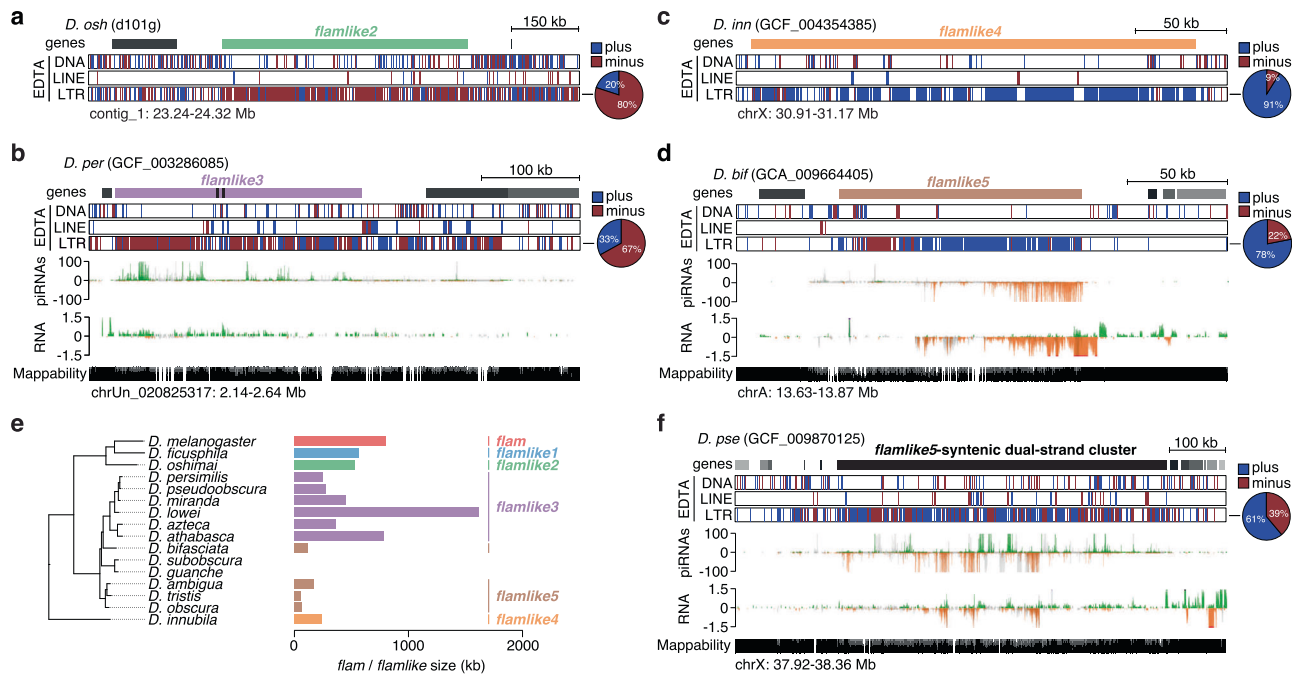 a
D. osh (d101g)
flamlike2
150 kb
genes
plus
minus
EDTA
DNA
LINE
LTR
20%
80%
contig_1: 23.24-24.32 Mb
c
D. inn (GCF_004354385)
flamlike4
50 kb
genes
plus
minus
EDTA
DNA
LINE
LTR
9%
91%
chrX: 30.91-31.17 Mb
b
D. per (GCF_003286085)
flamlike3
100 kb
genes
plus
minus
EDTA
DNA
LINE
LTR
33%
67%
piRNAs
100
0
-100
RNA
1.5
0
-1.5
Mappability
chrUn_020825317: 2.14-2.64 Mb
d
D. bif (GCA_009664405)
flamlike5
50 kb
genes
plus
minus
EDTA
DNA
LINE
LTR
22%
78%
piRNAs
100
0
-100
RNA
1.5
0
-1.5
Mappability
chrA: 13.63-13.87 Mb
e
D. melanogaster
D. ficusphila
D. oshimai
D. persimilis
D. pseudoobscura
D. miranda
D. lowei
D. azteca
D. athabasca
D. bifasciata
D. subobscura
D. guanche
D. ambigua
D. tristis
D. obscura
D. innubila
flam
flamlike1
flamlike2
flamlike3
flamlike5
flamlike4
0
1000
2000
flam / flamlike size (kb)
f
D. pse (GCF_009870125)
flamlike5-syntenic dual-strand cluster
100 kb
genes
plus
minus
EDTA
DNA
LINE
LTR
61%
39%
piRNAs
100
0
-100
RNA
1.5
0
-1.5
Mappability
chrX: 37.92-38.36 Mb